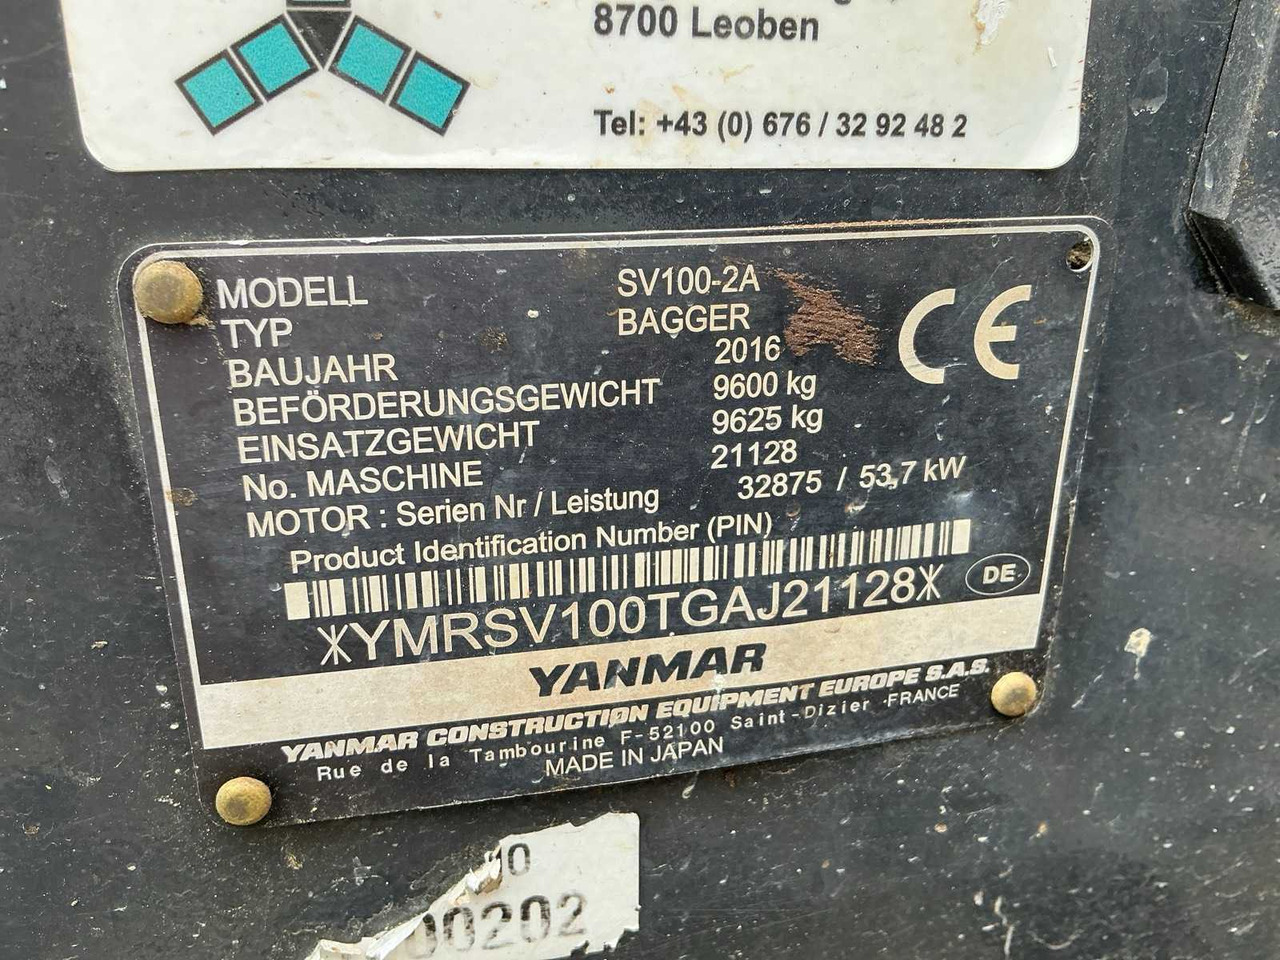 8700 Leoben
Tel: +43 (0) 676 / 32 92 48 2
MODELL SV100-2A
TYP BAGGER
BAUJAHR 2016
BEFÖRDERUNGSGEWICHT 9600 kg
EINSATZGEWICHT 9625 kg
No. MASCHINE 21128
MOTOR : Serien Nr / Leistung 32875 / 53,7 kW
Product Identification Number (PIN)
CE
DE
*YMRSV100TGAJ21128*
YANMAR
YANMAR CONSTRUCTION EQUIPMENT EUROPE S.A.S.
Rue de la Tambourine F-52100 Saint-Dizier -FRANCE
MADE IN JAPAN
00202